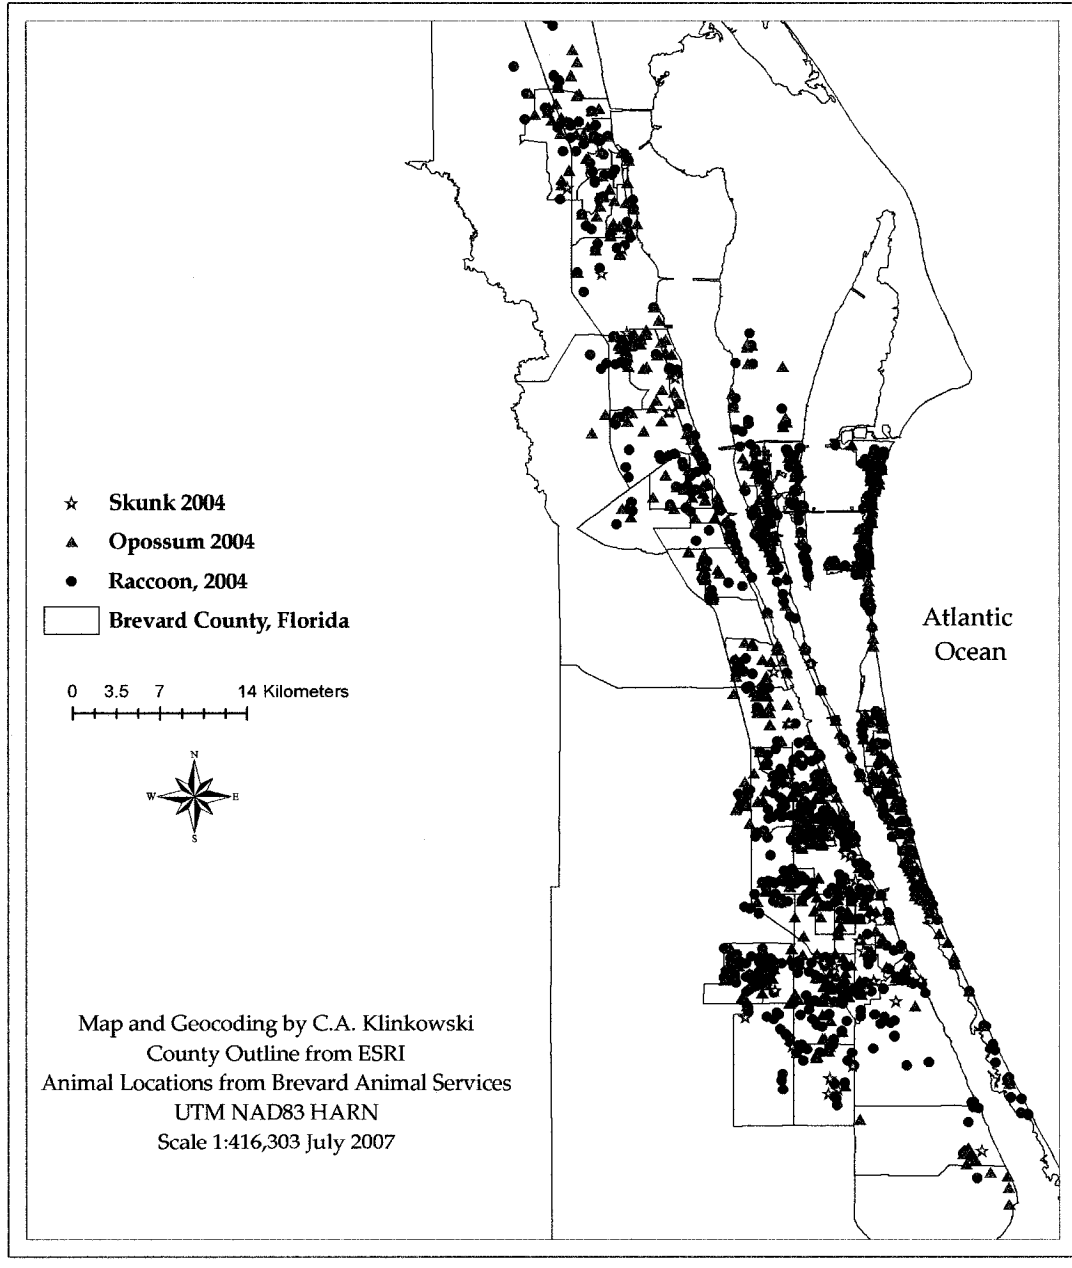 Skunk 2004
Opossum 2004
Raccoon, 2004
Brevard County, Florida
0 3.5 7 14 Kilometers
N
W E
S
Atlantic
Ocean
Map and Geocoding by C.A. Klinkowski
County Outline from ESRI
Animal Locations from Brevard Animal Services
UTM NAD83 HARN
Scale 1:416,303 July 2007